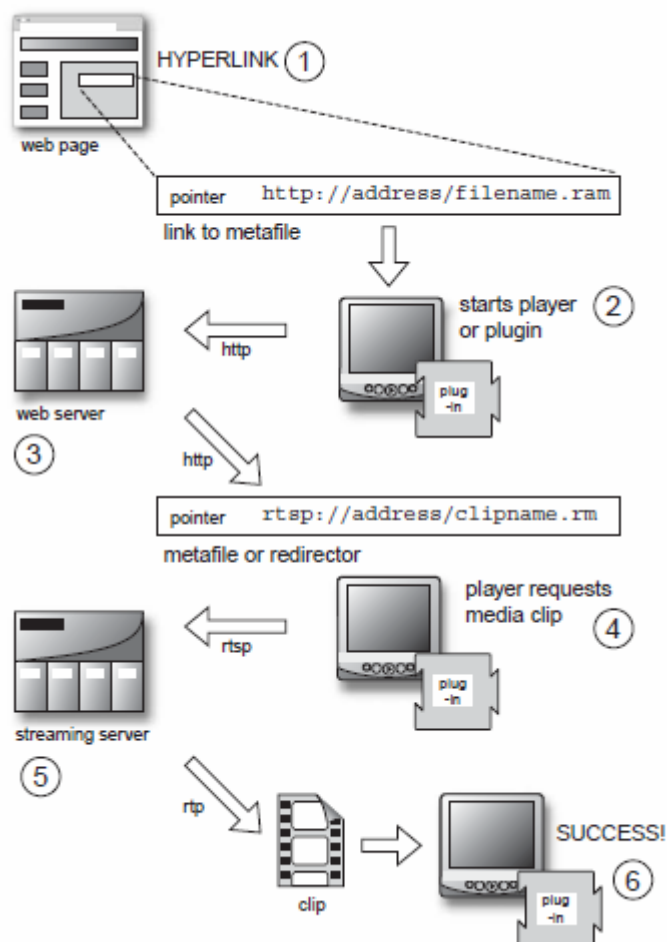 HYPERLINK 1
web page
pointer http://address/filename.ram
link to metafile
starts player
or plugin
2
http
plug
-in
web server
3
http
pointer rtsp://address/clipname.rm
metafile or redirector
player requests
media clip
4
rtsp
plug
-in
streaming server
5
rtp
clip
SUCCESS!
6
plug
-in